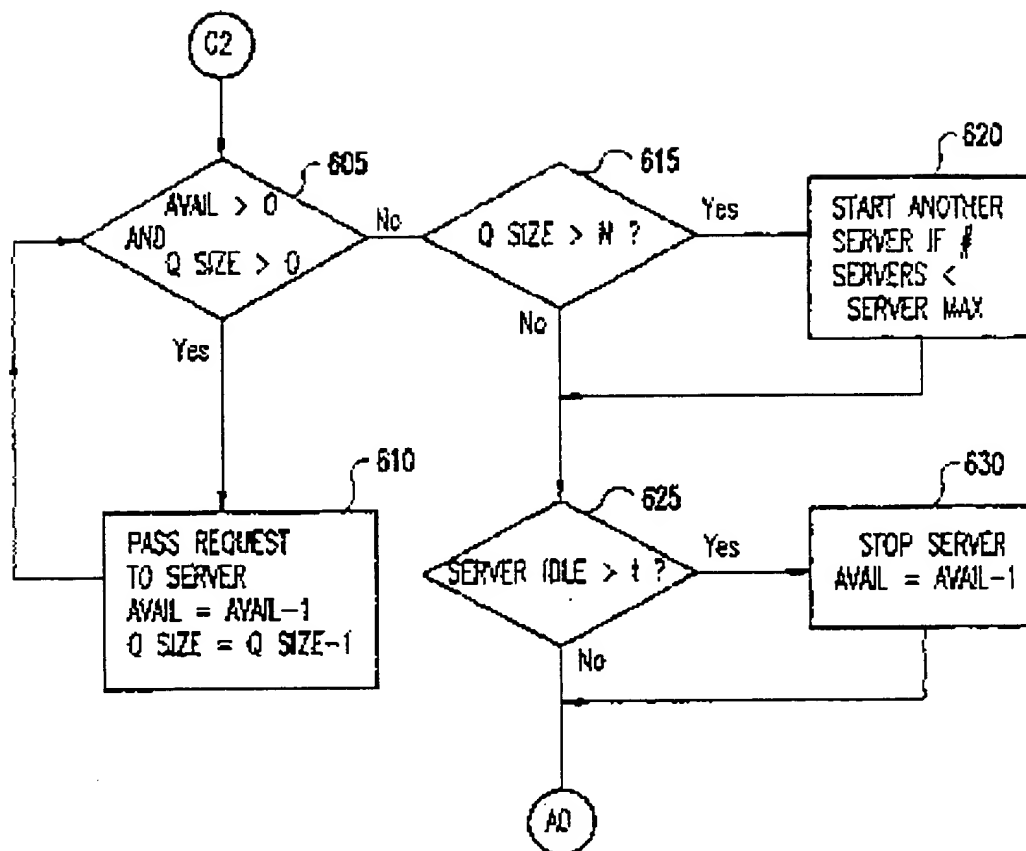 C2
605
AVAIL > 0
AND
Q SIZE > 0
No
Yes
615
Q SIZE > N ?
Yes
No
620
START ANOTHER
SERVER IF #
SERVERS <
SERVER MAX
610
PASS REQUEST
TO SERVER
AVAIL = AVAIL-1
Q SIZE = Q SIZE-1
625
SERVER IDLE > t ?
Yes
No
630
STOP SERVER
AVAIL = AVAIL-1
A0